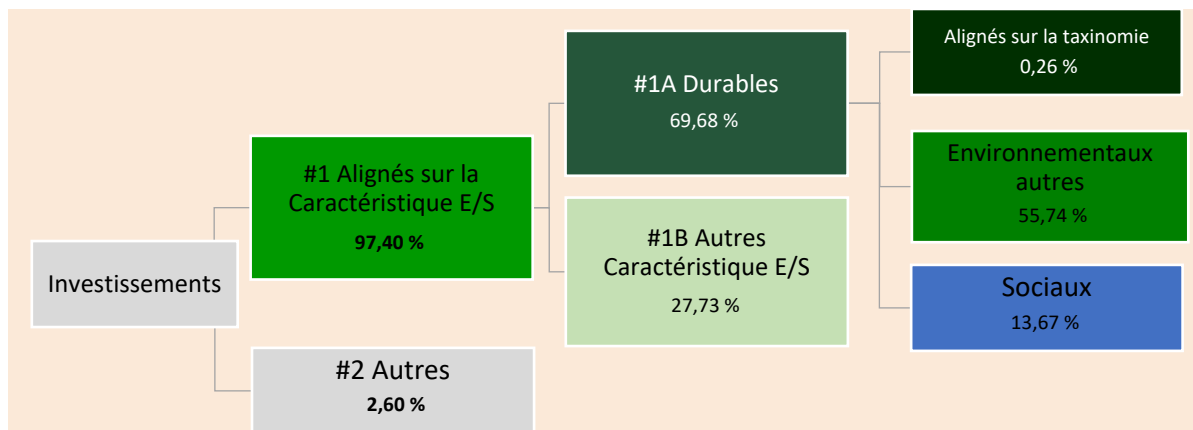 Investissements
#1 Alignés sur la
Caractéristique E/S
97,40 %
#2 Autres
2,60 %
#1A Durables
69,68 %
#1B Autres
Caractéristique E/S
27,73 %
Alignés sur la taxinomie
0,26 %
Environnementaux
autres
55,74 %
Sociaux
13,67 %